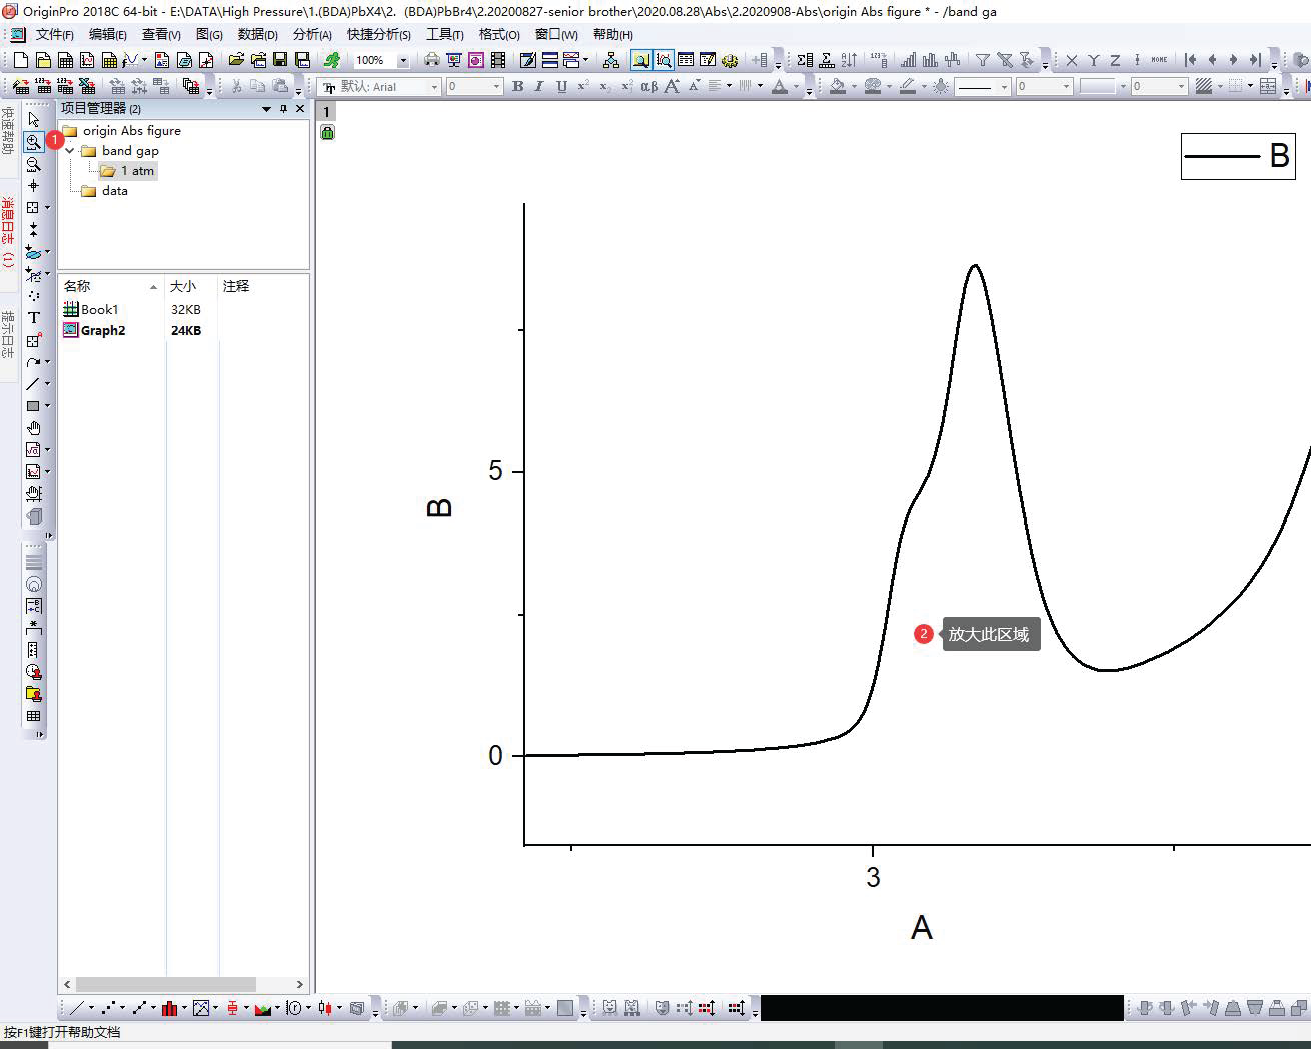 OriginPro 2018C 64-bit - E:\DATA\High Pressure\1.(BDA)PbX4\2.  (BDA)PbBr4\2.20200827-senior brother\2020.08.28\Abs\2.2020908-Abs\origin Abs figure * - /band ga
文件(F) 编辑(E) 查看(V) 图(G) 数据(D) 分析(A) 快捷分析(S) 工具(T) 格式(O) 窗口(W) 帮助(H)
100%
X Y Z HOME
默认: Arial 0 B I U x² x₂ αβ A A A 0 0
快速帮助
消息日志 (1)
提示日志
项目管理器 (2)
1
origin Abs figure
band gap
1 atm
data
名称 大小 注释
Book1 32KB
Graph2 24KB
T
1
B
5
B
2 放大此区域
0
3
A
按F1键打开帮助文档